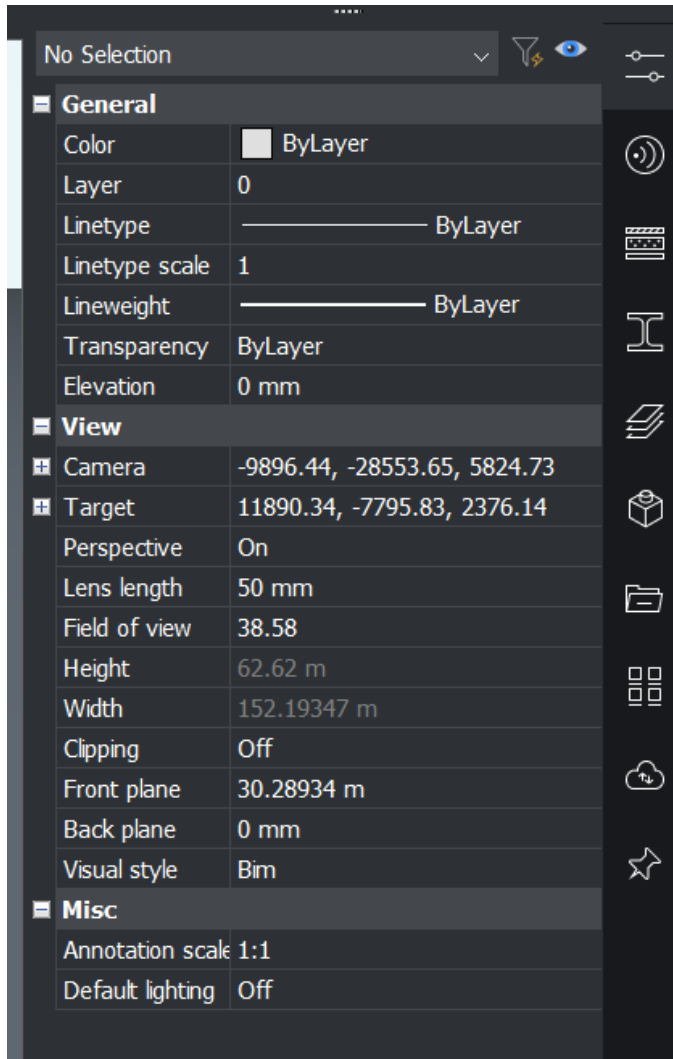 No Selection
General
Color ByLayer
Layer 0
Linetype ByLayer
Linetype scale 1
Lineweight ByLayer
Transparency ByLayer
Elevation 0 mm
View
Camera -9896.44, -28553.65, 5824.73
Target 11890.34, -7795.83, 2376.14
Perspective On
Lens length 50 mm
Field of view 38.58
Height 62.62 m
Width 152.19347 m
Clipping Off
Front plane 30.28934 m
Back plane 0 mm
Visual style Bim
Misc
Annotation scale 1:1
Default lighting Off